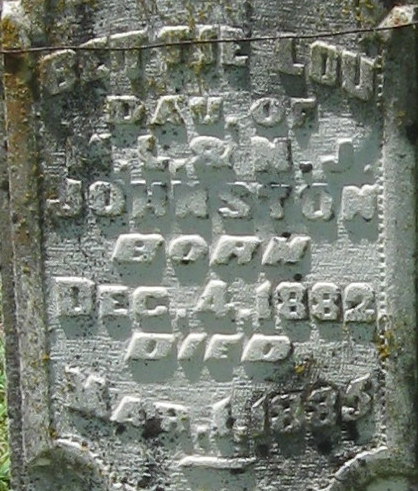 LOU
DAU. OF
& N. J.
JOHNSTON
BORN
DEC. 4, 1882
DIED
MAR. 1, 1883